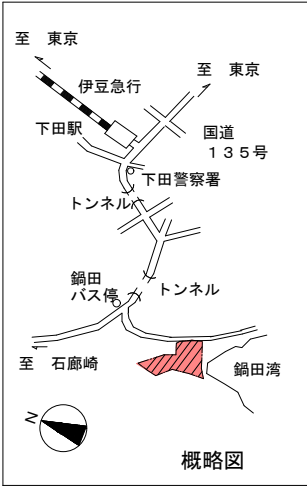 至 東京
伊豆急行
至 東京
下田駅
国道
１３５号
下田警察署
トンネル
鍋田
バス停
トンネル
至 石廊崎
鍋田湾
N
概略図